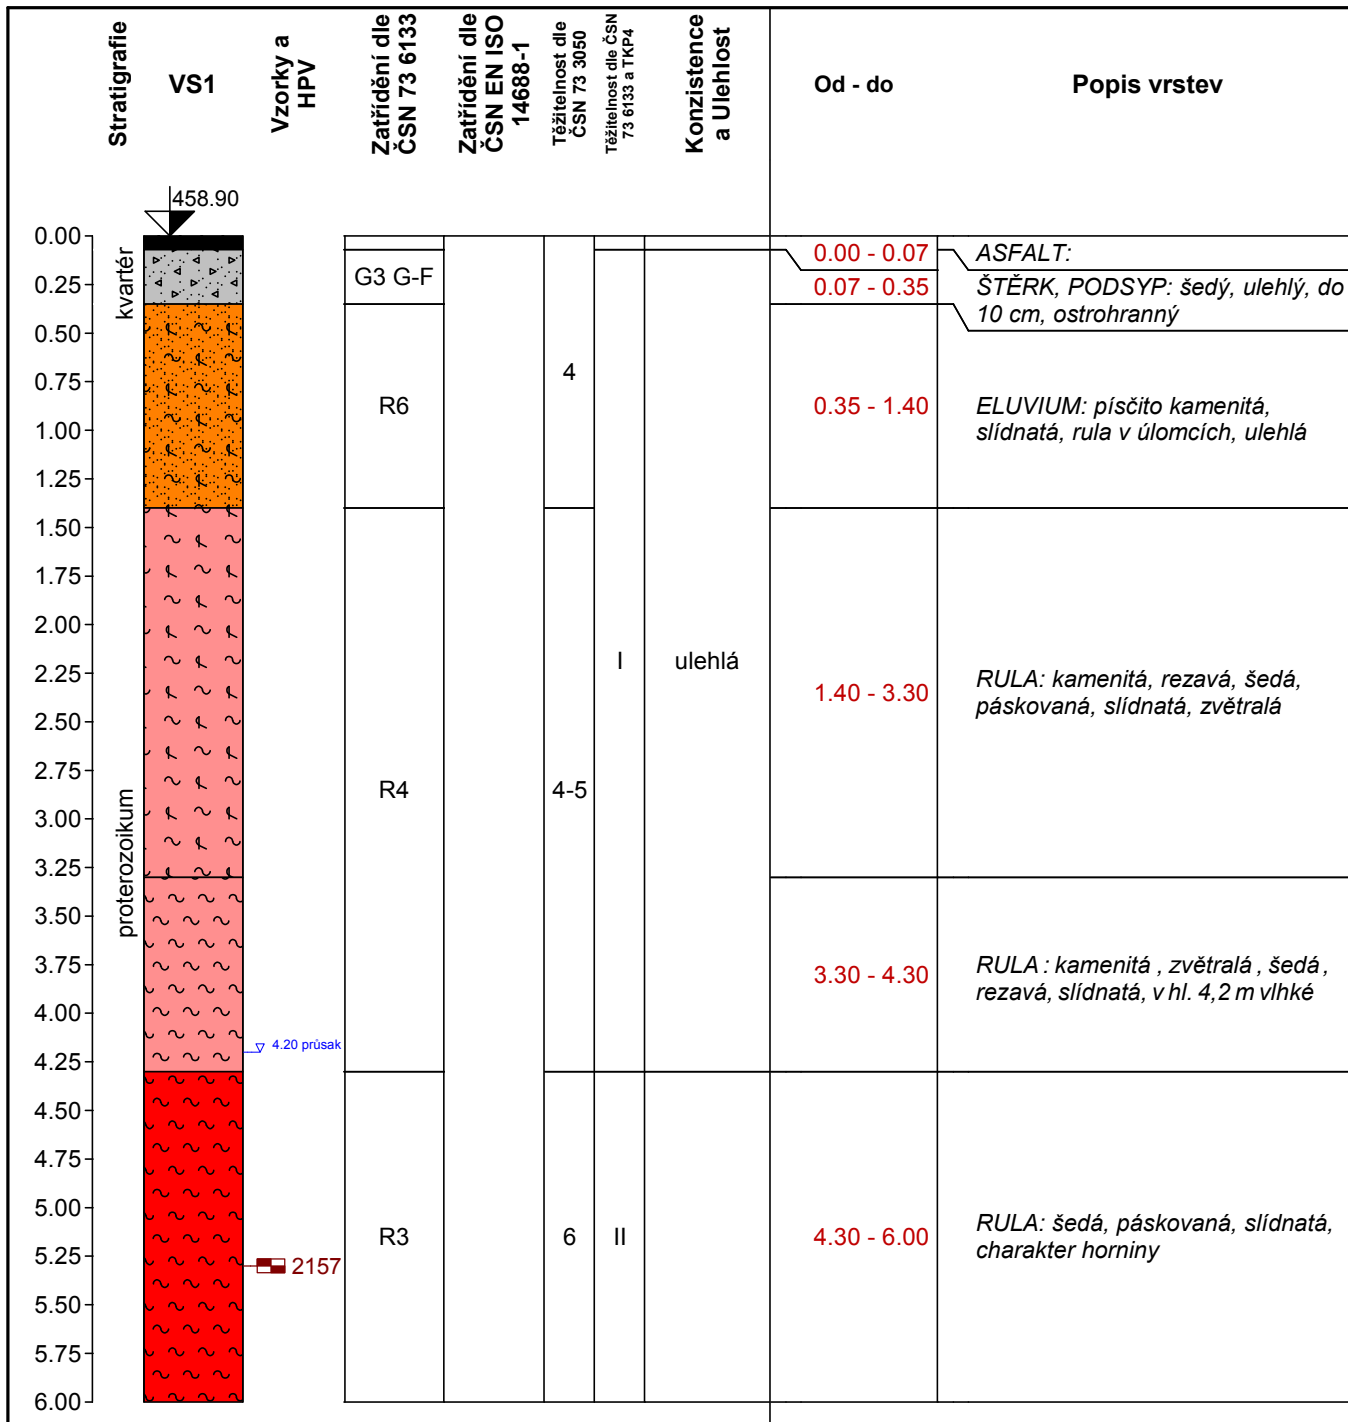 Stratigrafie
VS1
Vzorky a
HPV
Zatřídění dle
ČSN 73 6133
Zatřídění dle
ČSN EN ISO
14688-1
Těžitelnost dle
ČSN 73 3050
Těžitelnost dle ČSN
73 6133 a TKP4
Konzistence
a Ulehlost
Od - do
Popis vrstev
458.90
0.00
0.25
0.50
0.75
1.00
1.25
1.50
1.75
2.00
2.25
2.50
2.75
3.00
3.25
3.50
3.75
4.00
4.25
4.50
4.75
5.00
5.25
5.50
5.75
6.00
kvartér
proterozoikum
4.20 průsak
2157
G3 G-F
R6
R4
R3
4
4-5
6
I
II
ulehlá
0.00 - 0.07
ASFALT:
0.07 - 0.35
ŠTĚRK, PODSYP: šedý, ulehlý, do
10 cm, ostrohranný
0.35 - 1.40
ELUVIUM: písčito kamenitá,
slídnatá, rula v úlomcích, ulehlá
1.40 - 3.30
RULA: kamenitá, rezavá, šedá,
páskovaná, slídnatá, zvětralá
3.30 - 4.30
RULA : kamenitá , zvětralá , šedá ,
rezavá, slídnatá, v hl. 4,2 m vlhké
4.30 - 6.00
RULA: šedá, páskovaná, slídnatá,
charakter horniny